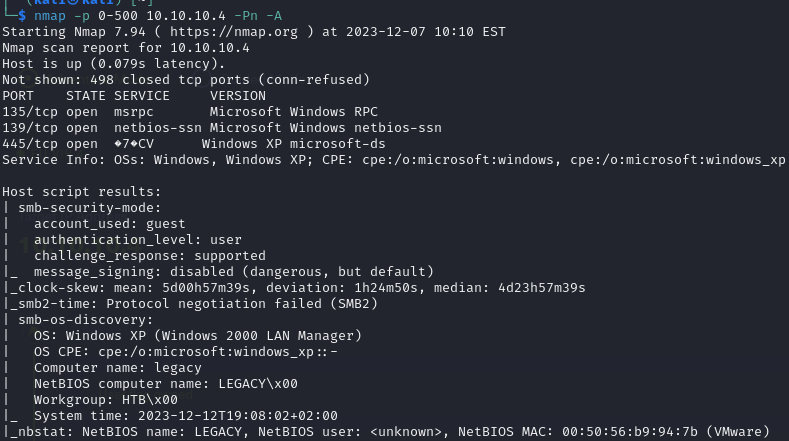 (kali㉿kali) [~]
└─$ nmap -p 0-500 10.10.10.4 -Pn -A
Starting Nmap 7.94 ( https://nmap.org ) at 2023-12-07 10:10 EST
Nmap scan report for 10.10.10.4
Host is up (0.079s latency).
Not shown: 498 closed tcp ports (conn-refused)
PORT    STATE SERVICE      VERSION
135/tcp open  msrpc        Microsoft Windows RPC
139/tcp open  netbios-ssn Microsoft Windows netbios-ssn
445/tcp open  �7�CV      Windows XP microsoft-ds
Service Info: OSs: Windows, Windows XP; CPE: cpe:/o:microsoft:windows, cpe:/o:microsoft:windows_xp
Host script results:
| smb-security-mode:
|   account_used: guest
|   authentication_level: user
|   challenge_response: supported
|_  message_signing: disabled (dangerous, but default)
|_clock-skew: mean: 5d00h57m39s, deviation: 1h24m50s, median: 4d23h57m39s
|_smb2-time: Protocol negotiation failed (SMB2)
| smb-os-discovery:
|   OS: Windows XP (Windows 2000 LAN Manager)
|   OS CPE: cpe:/o:microsoft:windows_xp::-
|   Computer name: legacy
|   NetBIOS computer name: LEGACY\x00
|   Workgroup: HTB\x00
|_  System time: 2023-12-12T19:08:02+02:00
|_nbstat: NetBIOS name: LEGACY, NetBIOS user: <unknown>, NetBIOS MAC: 00:50:56:b9:94:7b (VMware)